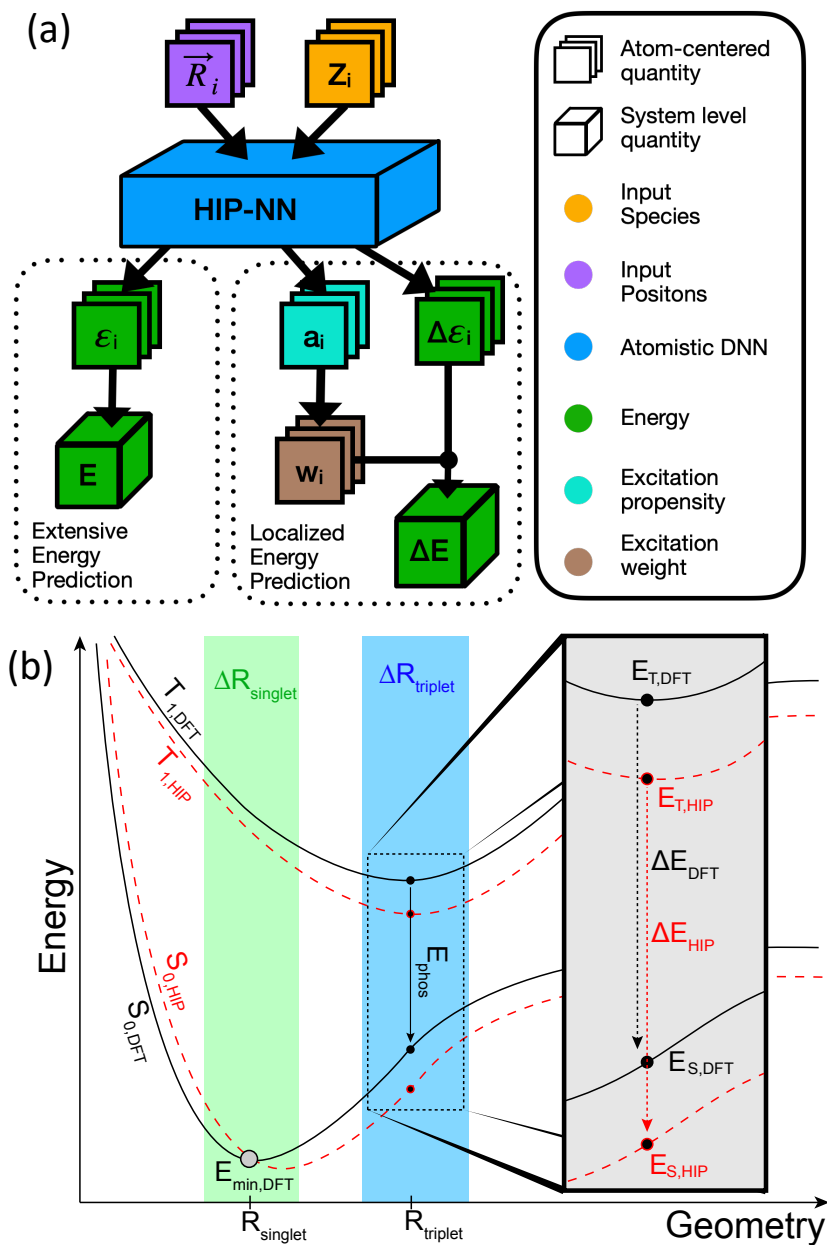 (a)
R⃗i
Zi
HIP-NN
εi
ai
Δεi
E
wi
ΔE
Extensive
Energy
Prediction
Localized
Energy
Prediction
Atom-centered
quantity
System level
quantity
Input
Species
Input
Positons
Atomistic DNN
Energy
Excitation
propensity
Excitation
weight
(b)
ΔRsinglet
ΔRtriplet
T1,DFT
T1,HIP
S0,HIP
S0,DFT
Ephos
Emin,DFT
ET,DFT
ET,HIP
ΔEDFT
ΔEHIP
ES,DFT
ES,HIP
Energy
Rsinglet
Rtriplet
Geometry